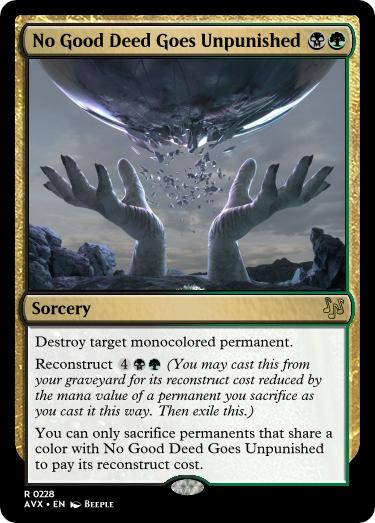 No Good Deed Goes Unpunished
Sorcery
Destroy target monocolored permanent.
Reconstruct 4 (You may cast this from
your graveyard for its reconstruct cost reduced by
the mana value of a permanent you sacrifice as
you cast it this way. Then exile this.)
You can only sacrifice permanents that share a
color with No Good Deed Goes Unpunished
to pay its reconstruct cost.
R 0228
AVX • EN BEEPLE